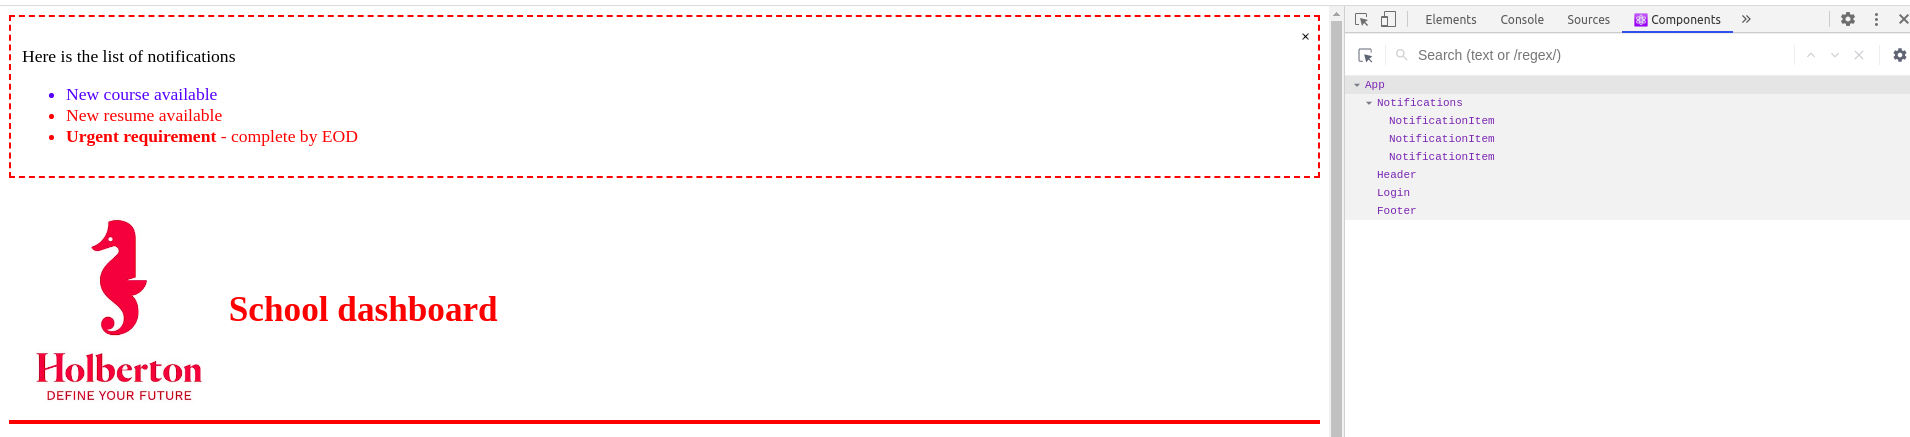 Here is the list of notifications
×
New course available
New resume available
Urgent requirement - complete by EOD
Holberton
DEFINE YOUR FUTURE
School dashboard
Elements Console Sources Components »
Search (text or /regex/)
App
Notifications
NotificationItem
NotificationItem
NotificationItem
Header
Login
Footer